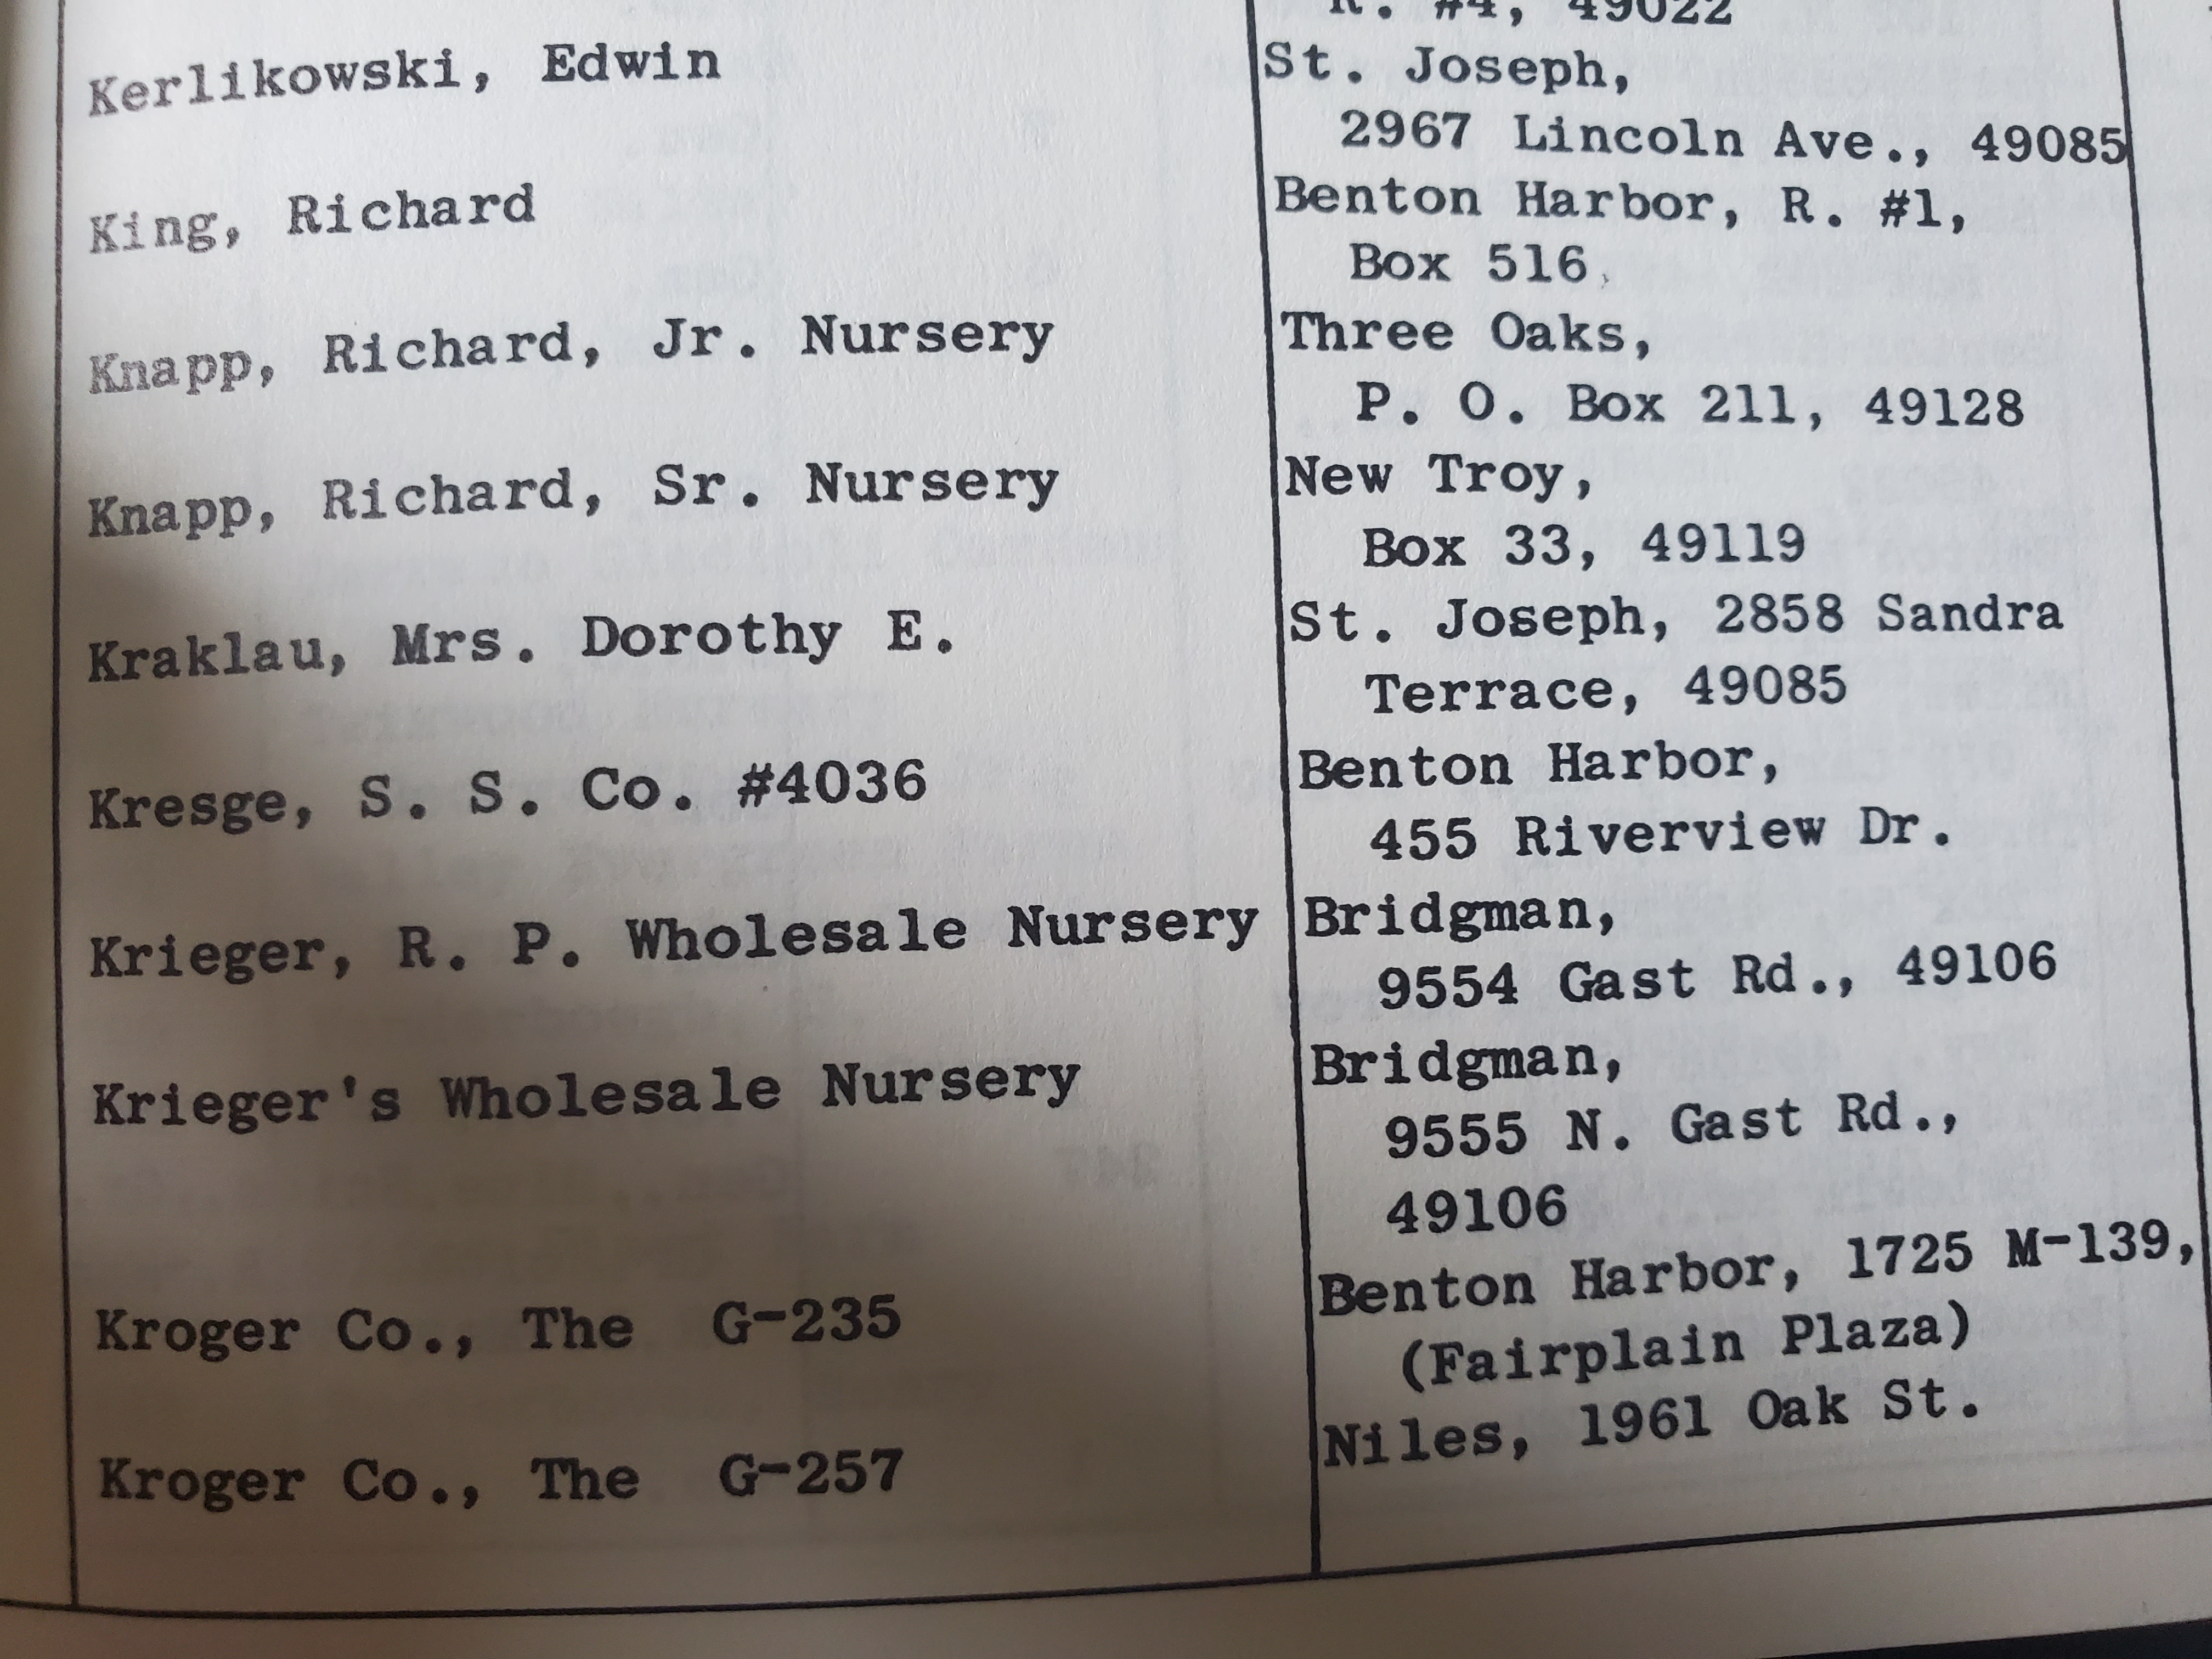 R. #4, 49022
Kerlikowski, Edwin
St. Joseph,
2967 Lincoln Ave., 49085
King, Richard
Benton Harbor, R. #1,
Box 516,
Knapp, Richard, Jr. Nursery
Three Oaks,
P. O. Box 211, 49128
Knapp, Richard, Sr. Nursery
New Troy,
Box 33, 49119
Kraklau, Mrs. Dorothy E.
St. Joseph, 2858 Sandra
Terrace, 49085
Kresge, S. S. Co. #4036
Benton Harbor,
455 Riverview Dr.
Krieger, R. P. Wholesale Nursery
Bridgman,
9554 Gast Rd., 49106
Krieger's Wholesale Nursery
Bridgman,
9555 N. Gast Rd.,
49106
Kroger Co., The G-235
Benton Harbor, 1725 M-139,
(Fairplain Plaza)
Kroger Co., The G-257
Niles, 1961 Oak St.